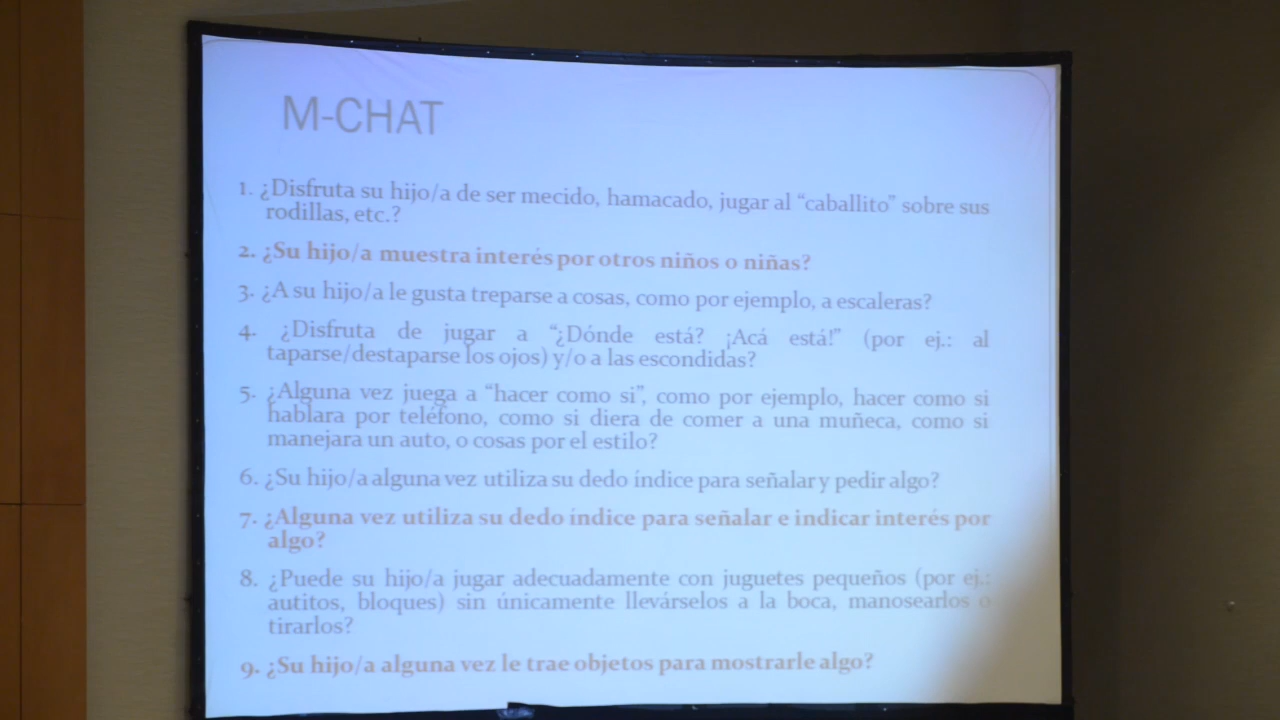 M-CHAT
1. ¿Disfruta su hijo/a de ser mecido, hamacado, jugar al “caballito” sobre sus
rodillas, etc.?
2. ¿Su hijo/a muestra interés por otros niños o niñas?
3. ¿A su hijo/a le gusta treparse a cosas, como por ejemplo, a escaleras?
4. ¿Disfruta de jugar a “¿Dónde está? ¡Acá está!” (por ej.: al
taparse/destaparse los ojos) y/o a las escondidas?
5. ¿Alguna vez juega a “hacer como si”, como por ejemplo, hacer como si
hablara por teléfono, como si diera de comer a una muñeca, como si
manejara un auto, o cosas por el estilo?
6. ¿Su hijo/a alguna vez utiliza su dedo índice para señalar y pedir algo?
7. ¿Alguna vez utiliza su dedo índice para señalar e indicar interés por
algo?
8. ¿Puede su hijo/a jugar adecuadamente con juguetes pequeños (por ej.:
autitos, bloques) sin únicamente llevárselos a la boca, manosearlos o
tirarlos?
9. ¿Su hijo/a alguna vez le trae objetos para mostrarle algo?